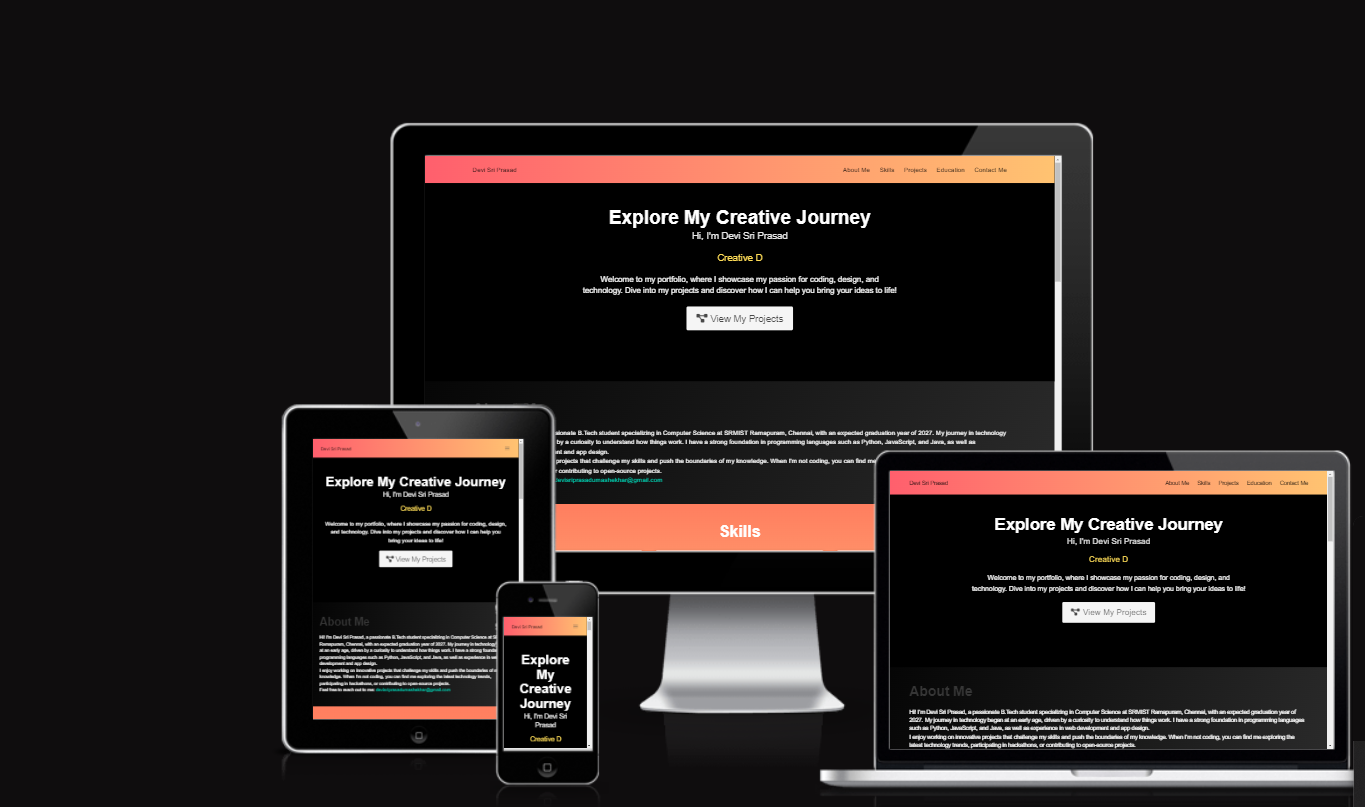 Devi Sri Prasad About Me Skills Projects Education Contact Me
Explore My Creative Journey
Hi, I'm Devi Sri Prasad
Creative D
Welcome to my portfolio, where I showcase my passion for coding, design, and
technology. Dive into my projects and discover how I can help you bring your ideas to life!
View My Projects
B.Tech student specializing in Computer Science at SRMIST Ramapuram, Chennai, with an expected graduation year of 2027. My journey in technology
by a curiosity to understand how things work. I have a strong foundation in programming languages such as Python, JavaScript, and Java, as well as
and app design.
projects that challenge my skills and push the boundaries of my knowledge. When I'm not coding, you can find me
contributing to open-source projects.
Skills
Devi Sri Prasad
Explore My Creative Journey
Hi, I'm Devi Sri Prasad
Creative D
Welcome to my portfolio, where I showcase my passion for coding, design,
and technology. Dive into my projects and discover how I can help you
bring your ideas to life!
View My Projects
About Me
Hi! I'm Devi Sri Prasad, a passionate B.Tech student specializing in Computer Science at
Ramapuram, Chennai, with an expected graduation year of 2027. My journey in technology
at an early age, driven by a curiosity to understand how things work. I have a strong
programming languages such as Python, JavaScript, and Java, as well as experience in
development and app design.
I enjoy working on innovative projects that challenge my skills and push the boundaries of
knowledge. When I'm not coding, you can find me exploring the latest technology trends,
participating in hackathons, or contributing to open-source projects.
Feel free to reach out to me:
Devi Sri Prasad
Explore
My
Creative
Journey
Hi, I'm Devi Sri
Prasad
Creative D
Devi Sri Prasad About Me Skills Projects Education Contact Me
Explore My Creative Journey
Hi, I'm Devi Sri Prasad
Creative D
Welcome to my portfolio, where I showcase my passion for coding, design, and
technology. Dive into my projects and discover how I can help you bring your ideas to life!
View My Projects
About Me
Hi! I'm Devi Sri Prasad, a passionate B.Tech student specializing in Computer Science at SRMIST Ramapuram, Chennai, with an expected graduation year of
2027. My journey in technology began at an early age, driven by a curiosity to understand how things work. I have a strong foundation in programming languages
such as Python, JavaScript, and Java, as well as experience in web development and app design.
I enjoy working on innovative projects that challenge my skills and push the boundaries of my knowledge. When I'm not coding, you can find me exploring the
latest technology trends, participating in hackathons, or contributing to open-source projects.